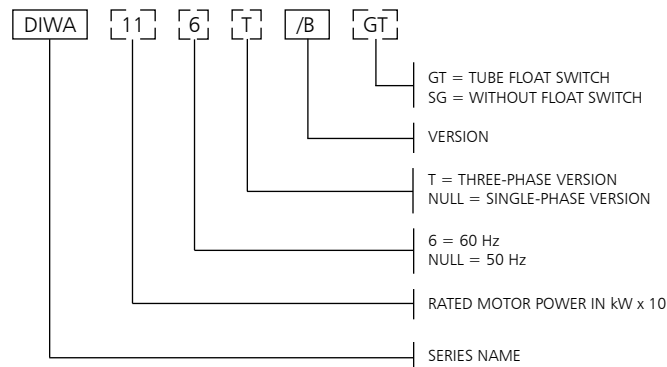 DIWA 11 6 T /B GT
GT = TUBE FLOAT SWITCH
SG = WITHOUT FLOAT SWITCH
VERSION
T = THREE-PHASE VERSION
NULL = SINGLE-PHASE VERSION
6 = 60 Hz
NULL = 50 Hz
RATED MOTOR POWER IN kW x 10
SERIES NAME